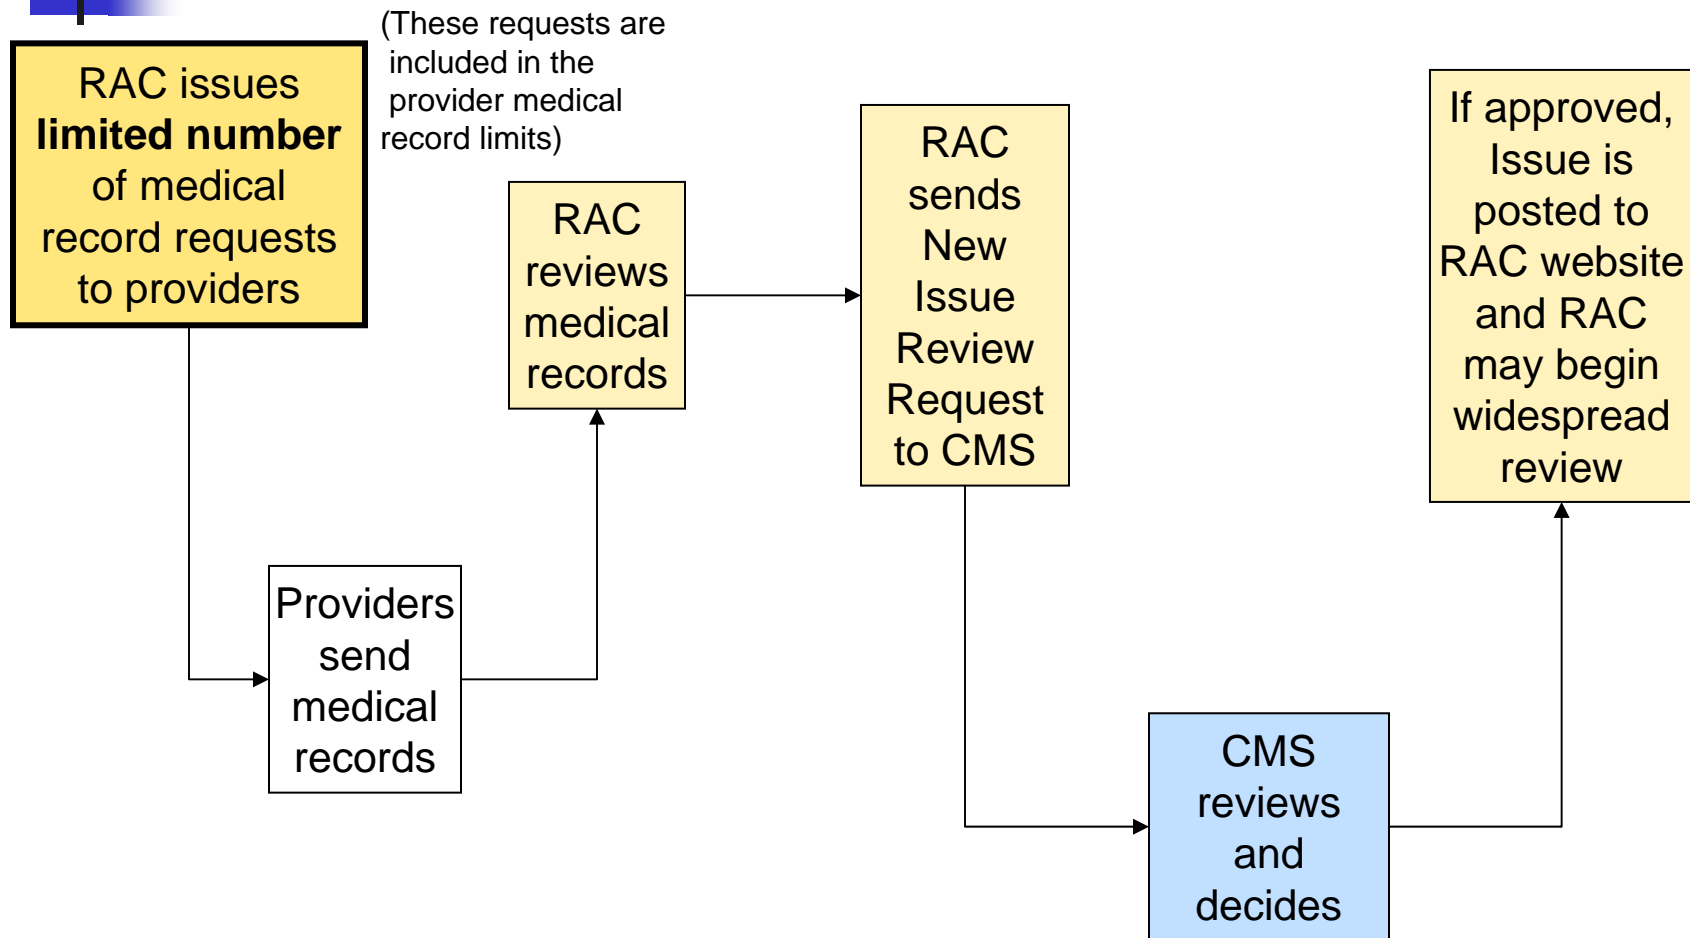 (These requests are
included in the
provider medical
record limits)
RAC issues
limited number
of medical
record requests
to providers
Providers
send
medical
records
RAC
reviews
medical
records
RAC
sends
New
Issue
Review
Request
to CMS
CMS
reviews
and
decides
If approved,
Issue is
posted to
RAC website
and RAC
may begin
widespread
review